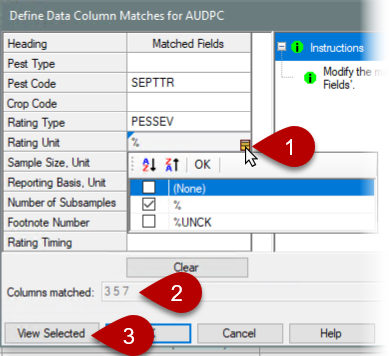 Define Data Column Matches for AUDPC
Heading Matched Fields
Pest Type
Pest Code SEPTTR
Crop Code
Rating Type PESSEV
Rating Unit %
Sample Size, Unit
Reporting Basis, Unit
Number of Subsamples
Footnote Number
Rating Timing
A Z Z A OK
(None)
%
%UNCK
Instructions
Modify the
Fields'.
1
Clear
Columns matched: 3 5 7
2
View Selected Cancel Help
3